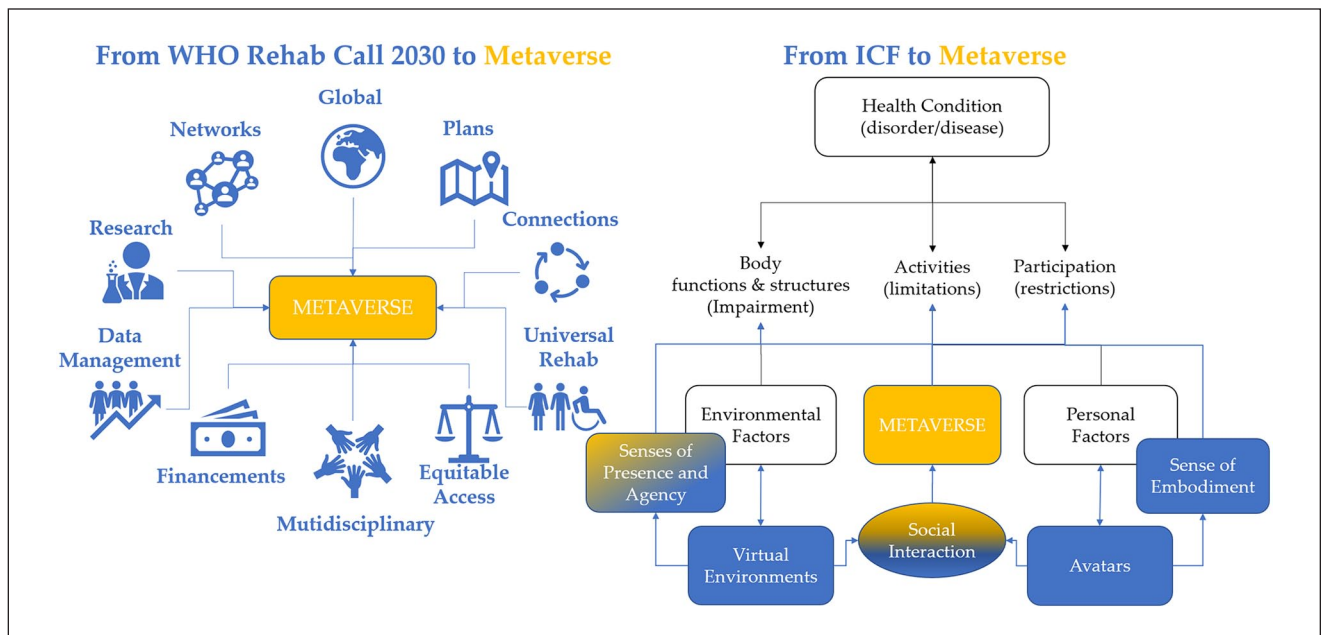 From WHO Rehab Call 2030 to Metaverse
Global
Networks
Plans
Research
Connections
METAVERSE
Data
Management
Universal
Rehab
Financements
Equitable
Access
Mutidisciplinary
From ICF to Metaverse
Health Condition
(disorder/disease)
Body
functions & structures
(Impairment)
Activities
(limitations)
Participation
(restrictions)
Environmental
Factors
METAVERSE
Personal
Factors
Senses of
Presence and
Agency
Sense of
Embodiment
Virtual
Environments
Social
Interaction
Avatars